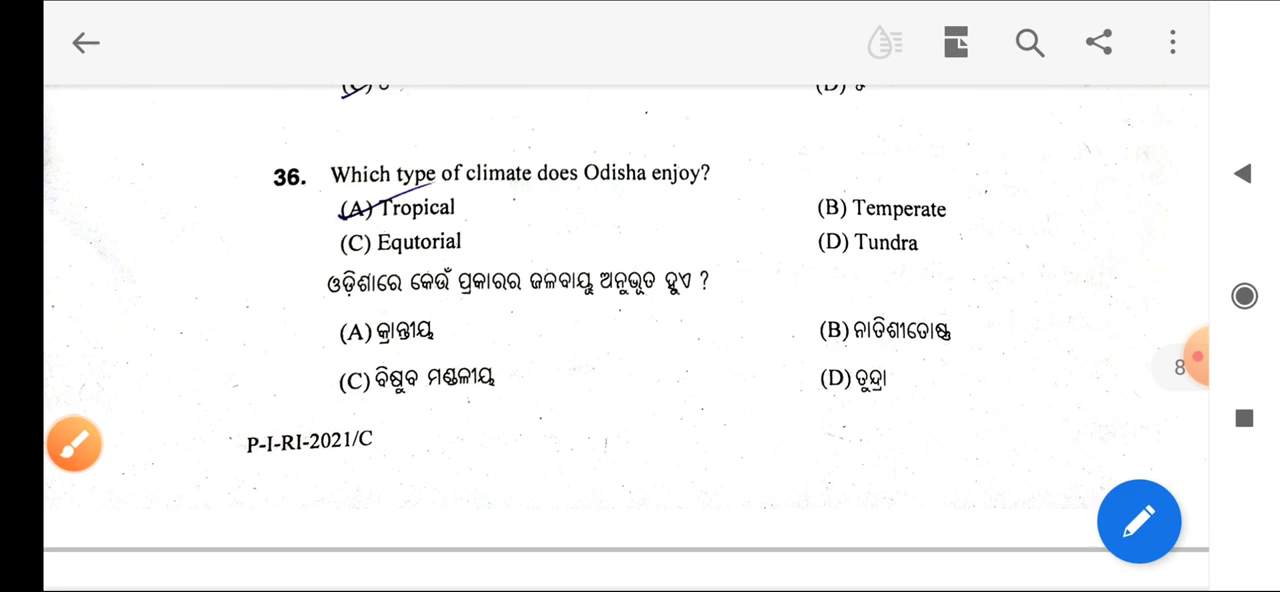 36. Which type of climate does Odisha enjoy?
(A) Tropical (B) Temperate
(C) Equtorial (D) Tundra
ଓଡ଼ିଶାରେ କେଉଁ ପ୍ରକାରର ଜଳବାୟୁ ଅନୁଭୂତ ହୁଏ ?
(A) କ୍ରାନ୍ତୀୟ (B) ନାତିଶୀତୋଷ୍ଣ
(C) ବିଷୁବ ମଣ୍ଡଳୀୟ (D) ତୁନ୍ଦ୍ରା
8
P-I-RI-2021/C